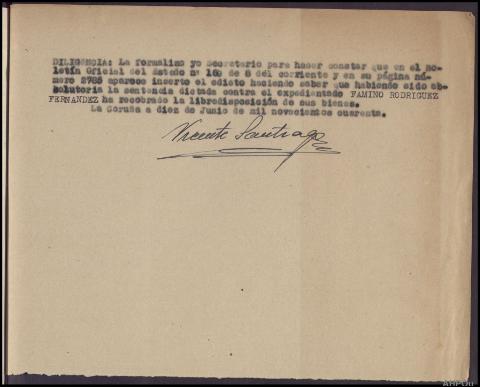 DILIGENCIA: La formalizo yo Secretario para hacer constar que en el Bo-
letín Oficial del Estado nº 160 de 8 del corriente y en su página nú-
mero 2785 aparece inserto el edicto haciendo saber que habiendo sido ab-
solutoria la sentencia dictada contra el expedientado FAMINO RODRIGUEZ
FERNANDEZ ha recobrado la libredisposición de sus bienes.
La Coruña a diez de Junio de mil novecientos cuarenta.
Vicente Santiago
AHPOu